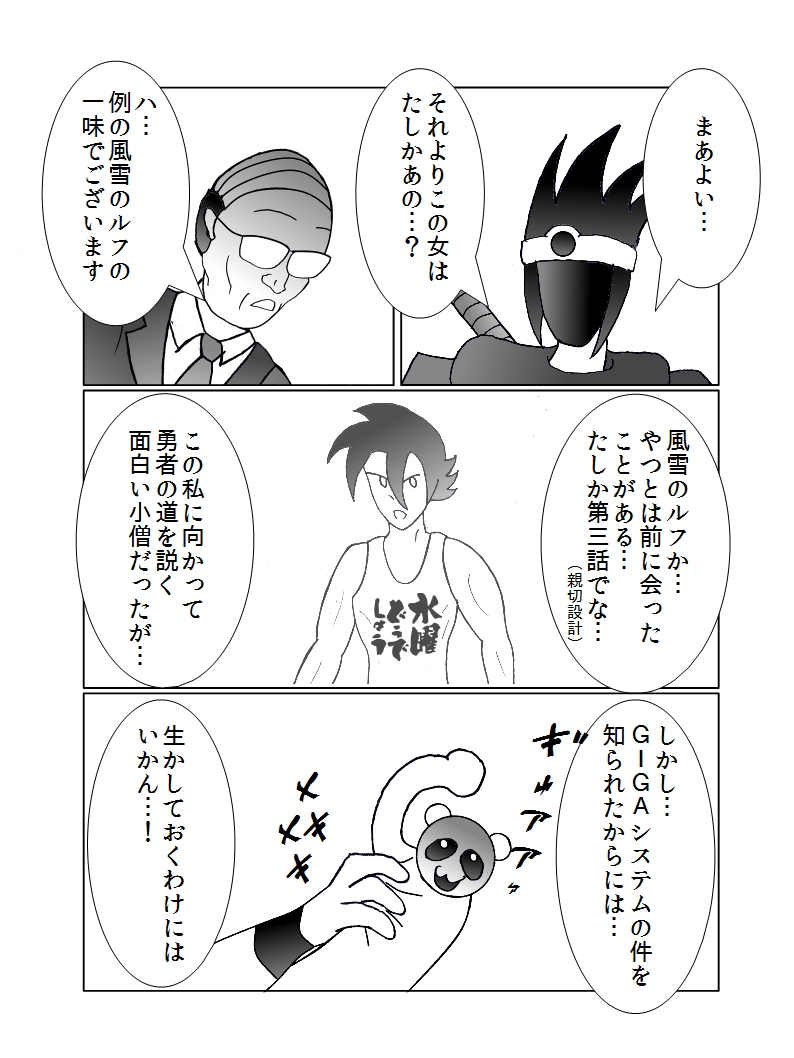 まあよい…
それよりこの女は
たしかあの…？
ハ…
例の風雪のルフの
一味でございます
風雪のルフか…
やつとは前に会った
ことがある…
たしか第三話でな…
（親切設計）
水曜
どうで
しょう
この私に向かって
勇者の道を説く
面白い小僧だったが…
しかし…
ＧＩＧＡシステムの件を
知られたからには…
ギュアアァ
メメキキ
生かしておくわけには
いかん…！